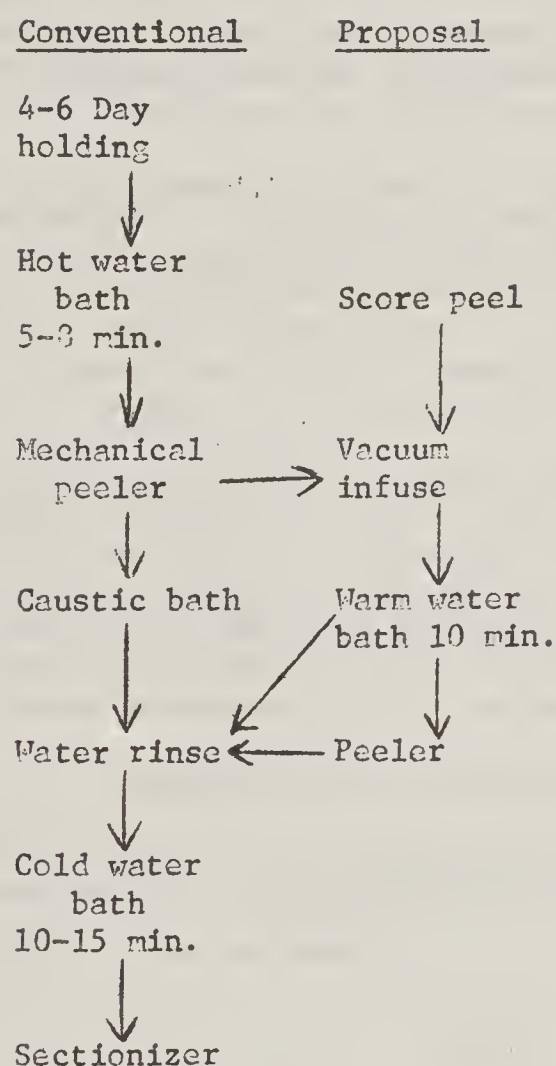 Conventional
Proposal
4-6 Day
holding
Hot water
bath
5-8 min.
Score peel
Mechanical
peeler
Vacuum
infuse
Caustic bath
Warm water
bath 10 min.
Water rinse
Peeler
Cold water
bath
10-15 min.
Sectionizer